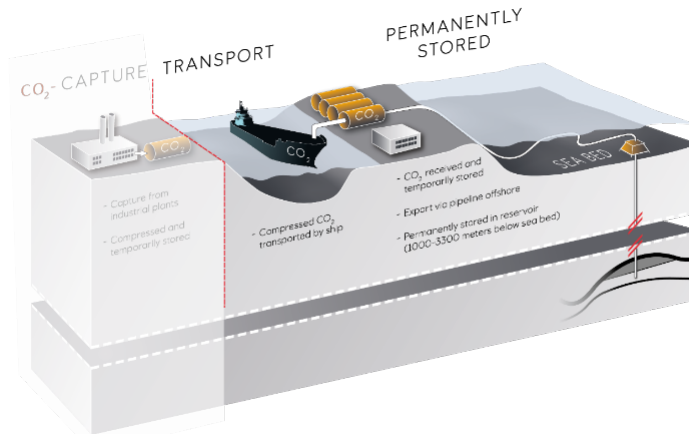 CO₂- CAPTURE
TRANSPORT
PERMANENTLY
STORED
CO₂
CO₂
CO₂
SEA BED
- Capture from
industrial plants
- Compressed and
temporarily stored
- Compressed CO₂
transported by ship
- CO₂ received and
temporarily stored
- Export via pipeline offshore
- Permanently stored in reservoir
(1000-3300 meters below sea bed)